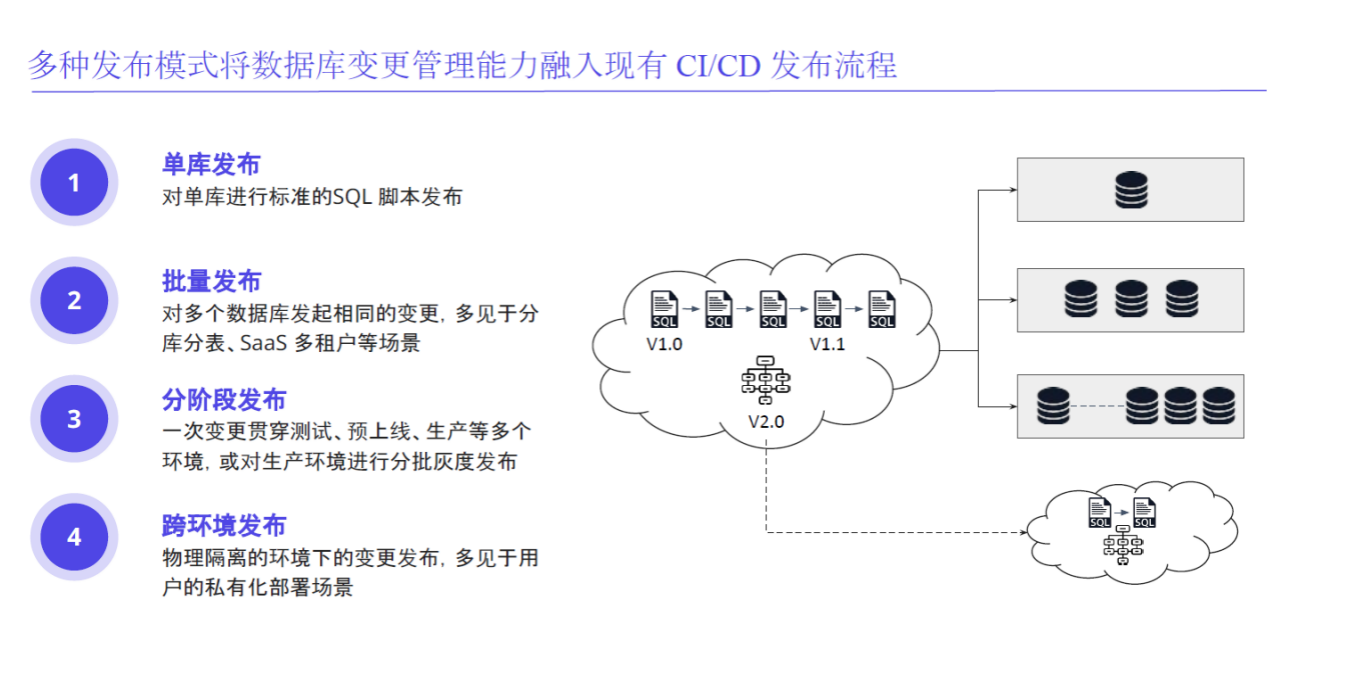 多种发布模式将数据库变更管理能力融入现有 CI/CD 发布流程
1
单库发布
对单库进行标准的SQL 脚本发布
2
批量发布
对多个数据库发起相同的变更, 多见于分
库分表、SaaS 多租户等场景
3
分阶段发布
一次变更贯穿测试、预上线、生产等多个
环境, 或对生产环境进行分批灰度发布
4
跨环境发布
物理隔离的环境下的变更发布, 多见于用
户的私有化部署场景
SQL SQL SQL SQL SQL
V1.0 V1.1
V2.0
SQL SQL